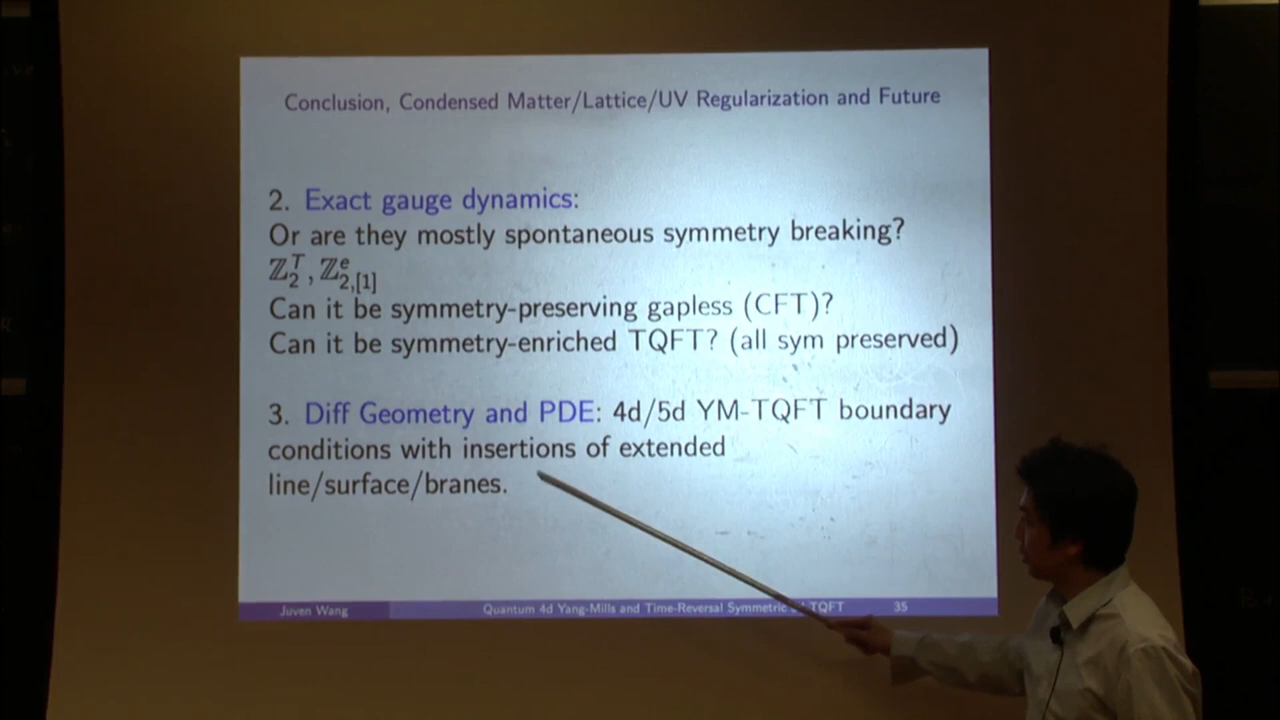 Conclusion, Condensed Matter/Lattice/UV Regularization and Future
2. Exact gauge dynamics:
Or are they mostly spontaneous symmetry breaking?
ℤ₂ᵀ, ℤ₂,[1]ᵉ
Can it be symmetry-preserving gapless (CFT)?
Can it be symmetry-enriched TQFT? (all sym preserved)
3. Diff Geometry and PDE: 4d/5d YM-TQFT boundary
conditions with insertions of extended
line/surface/branes.
Juven Wang Quantum 4d Yang-Mills and Time-Reversal Symmetric TQFT 35